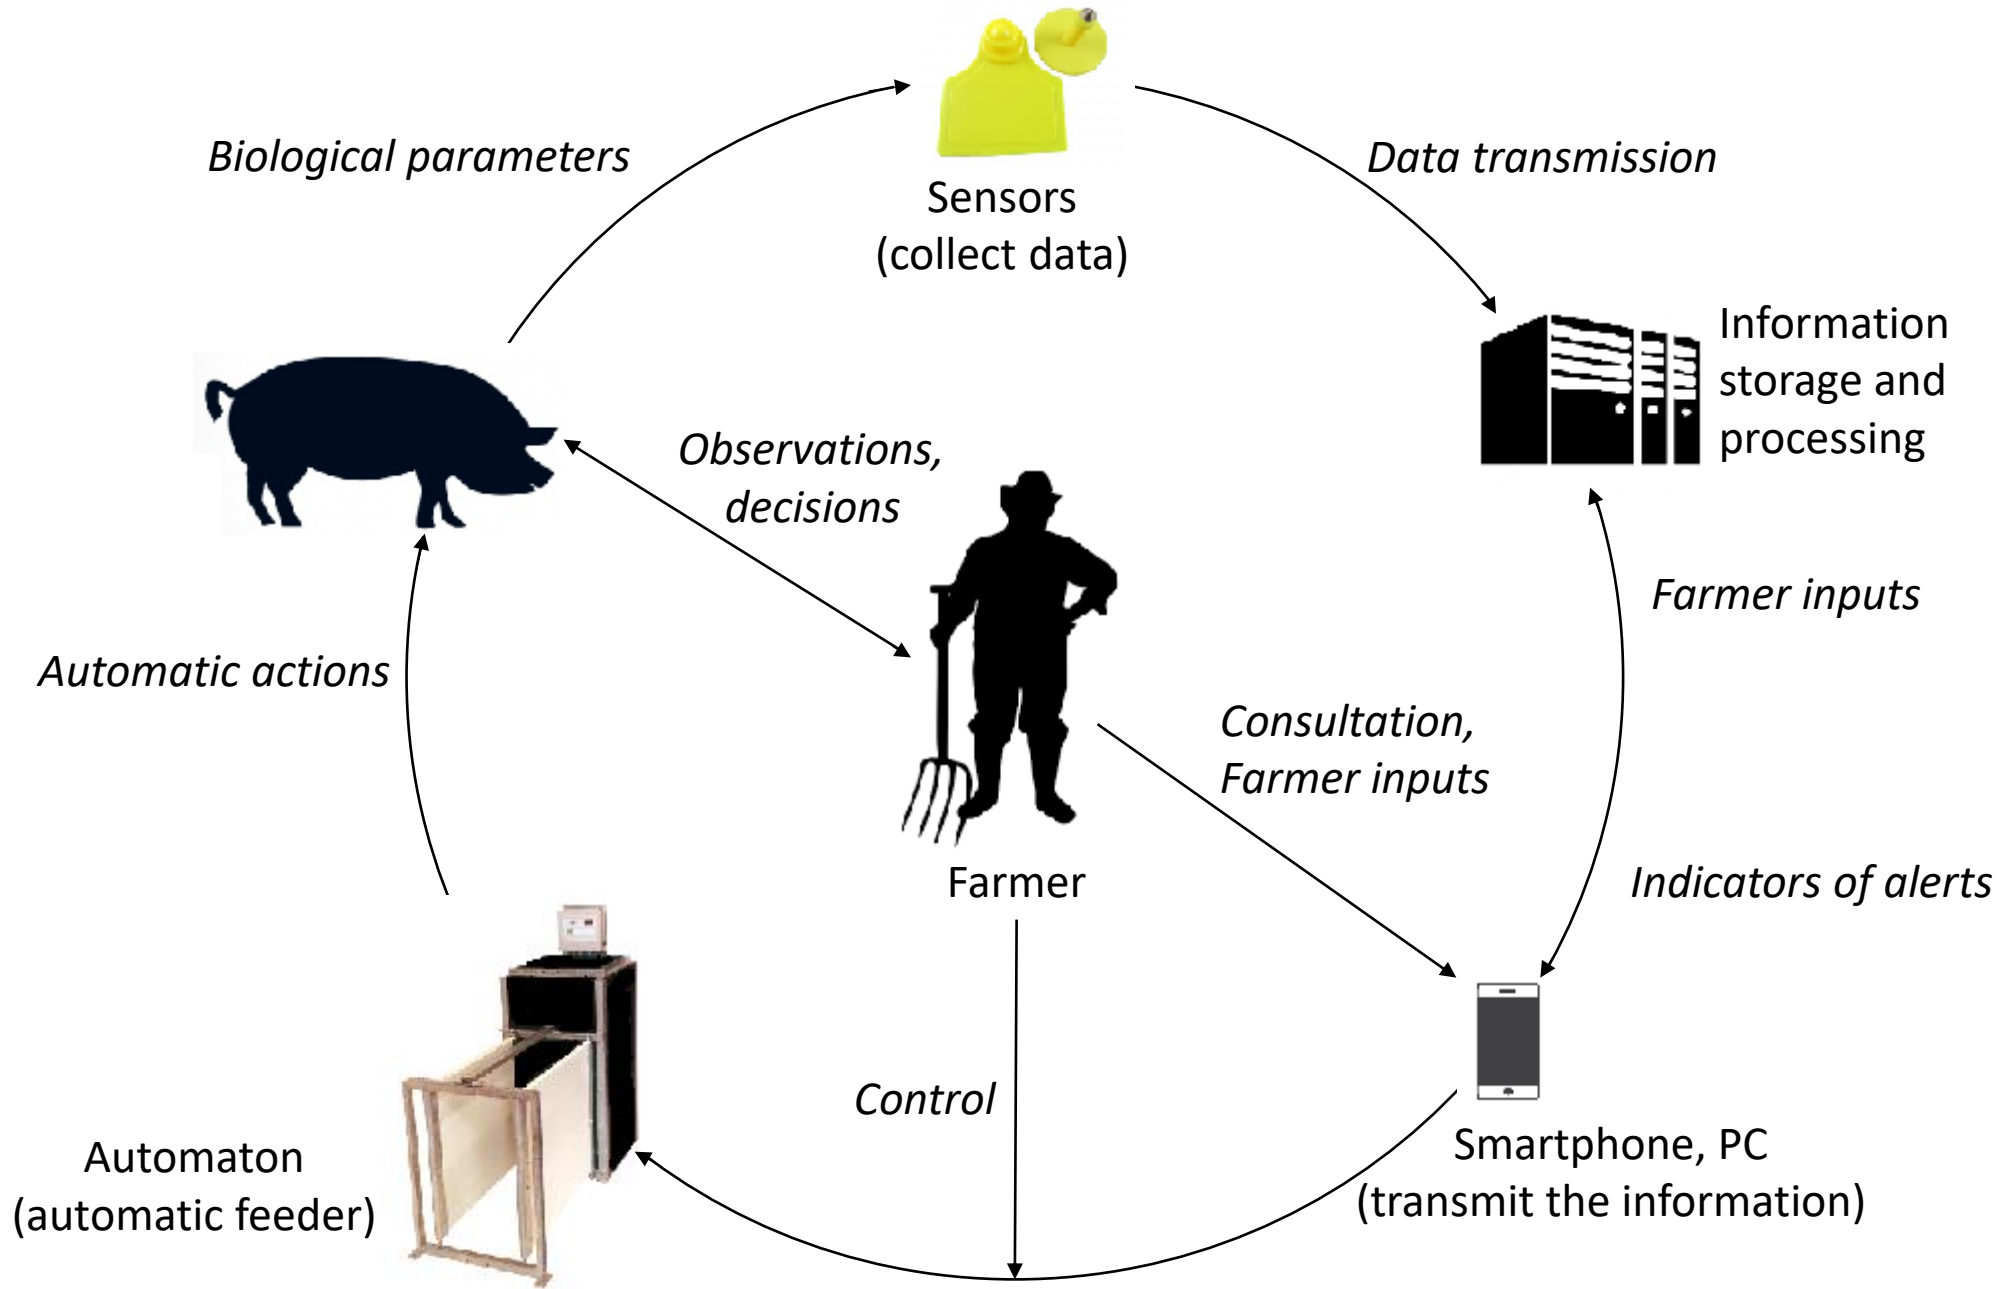 Biological parameters
Data transmission
Sensors
(collect data)
Information
storage and
processing
Observations,
decisions
Farmer inputs
Automatic actions
Consultation,
Farmer inputs
Farmer
Indicators of alerts
Control
Automaton
(automatic feeder)
Smartphone, PC
(transmit the information)